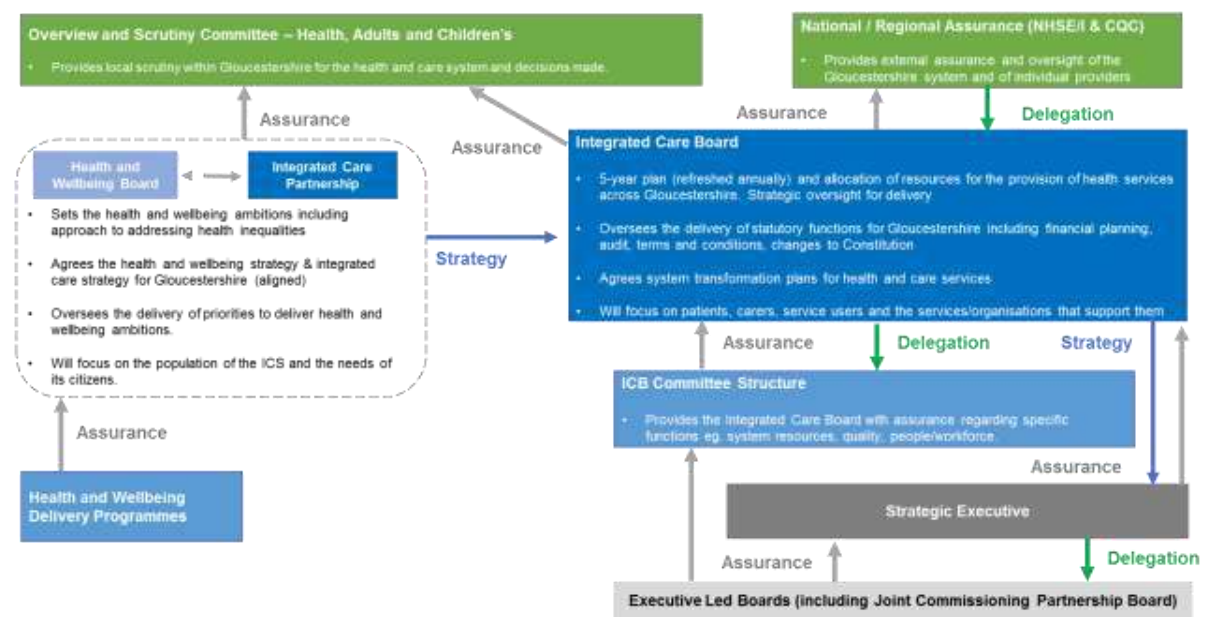 Overview and Scrutiny Committee – Health, Adults and Children's
• Provides local scrutiny within Gloucestershire for the health and care system and decisions made.
National / Regional Assurance (NHSE/I & CQC)
• Provides external assurance and oversight of the
Gloucestershire system and of individual providers
Assurance
Assurance
Assurance
Delegation
Health and
Wellbeing Board
Integrated Care
Partnership
• Sets the health and wellbeing ambitions including
approach to addressing health inequalities
• Agrees the health and wellbeing strategy & integrated
care strategy for Gloucestershire (aligned)
• Oversees the delivery of priorities to deliver health and
wellbeing ambitions.
• Will focus on the population of the ICS and the needs of
its citizens.
Strategy
Integrated Care Board
• 5-year plan (refreshed annually) and allocation of resources for the provision of health services
across Gloucestershire. Strategic oversight for delivery
• Oversees the delivery of statutory functions for Gloucestershire including financial planning,
audit, terms and conditions, changes to Constitution
• Agrees system transformation plans for health and care services
• Will focus on patients, carers, service users and the services/organisations that support them
Assurance
Delegation
Strategy
ICB Committee Structure
• Provides the Integrated Care Board with assurance regarding specific
functions eg. system resources, quality, people/workforce.
Assurance
Health and Wellbeing
Delivery Programmes
Assurance
Strategic Executive
Assurance
Delegation
Executive Led Boards (including Joint Commissioning Partnership Board)